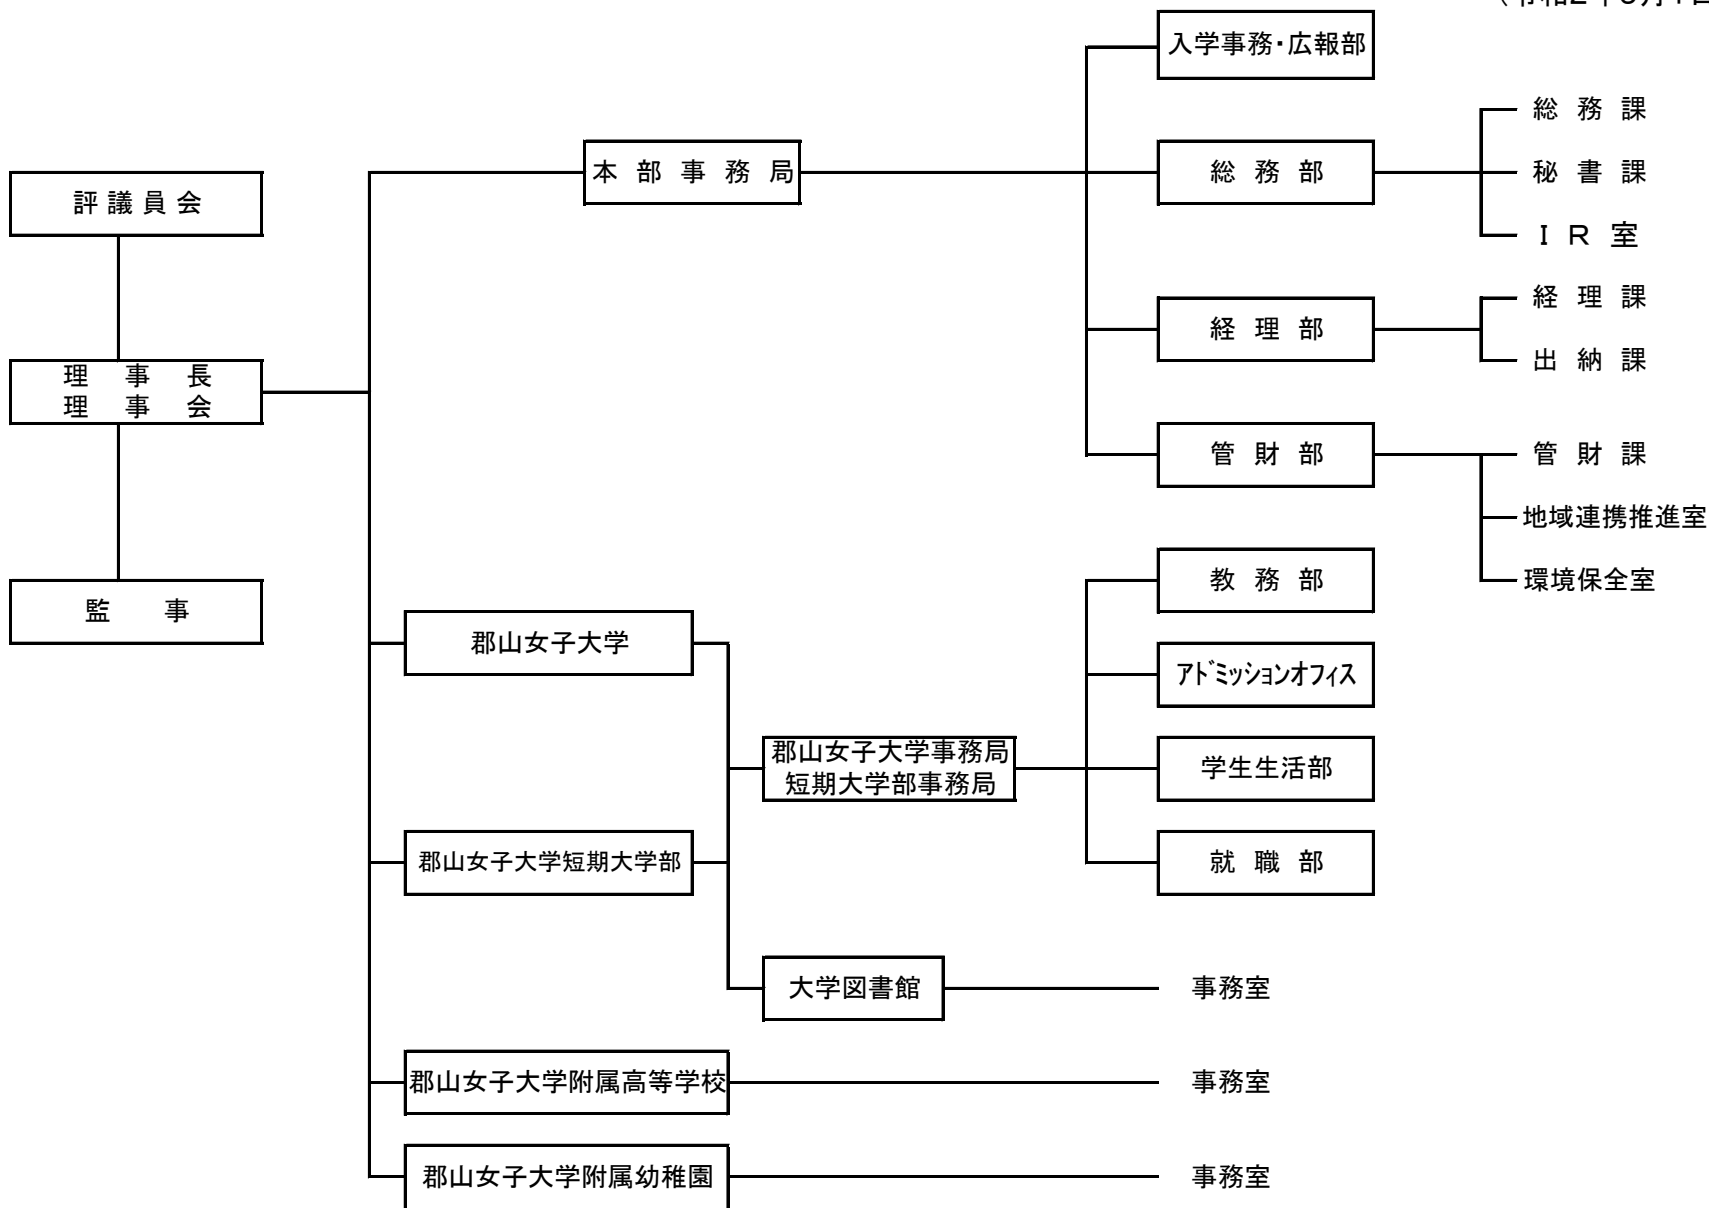 入学事務・広報部
総務課
本部事務局
総務部
秘書課
評議員会
IR室
経理課
経理部
出納課
理事長
理事会
管財部
管財課
地域連携推進室
教務部
環境保全室
監事
郡山女子大学
アドミッションオフィス
郡山女子大学事務局
短期大学部事務局
学生生活部
郡山女子大学短期大学部
就職部
大学図書館
事務室
郡山女子大学附属高等学校
事務室
郡山女子大学附属幼稚園
事務室